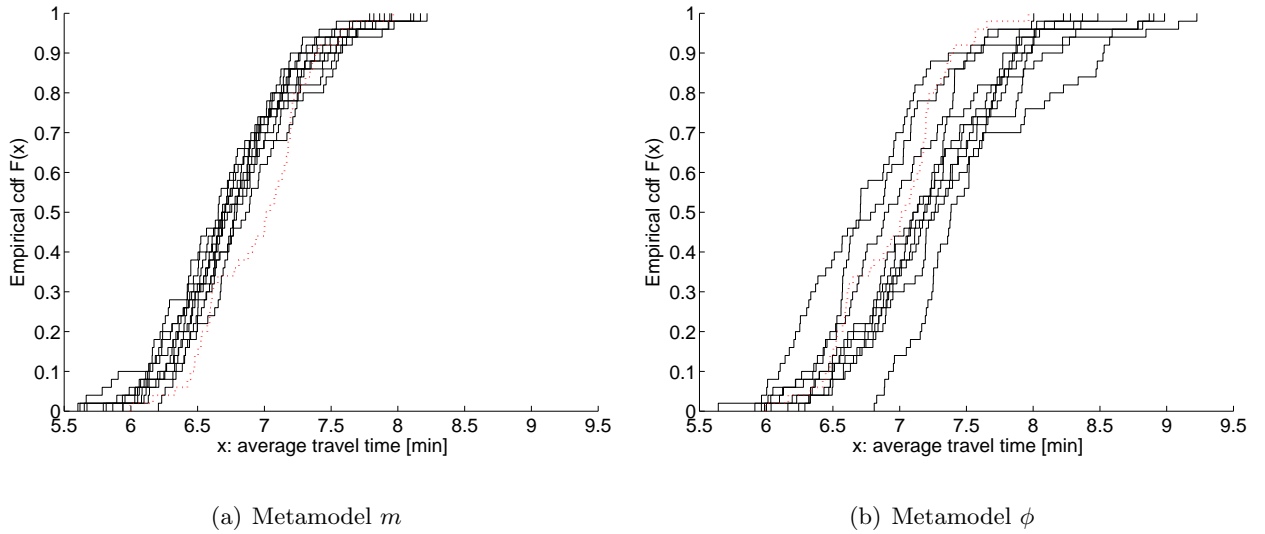 1
0.9
0.8
0.7
0.6
0.5
0.4
0.3
0.2
0.1
0
Empirical cdf F(x)
5.5 6 6.5 7 7.5 8 8.5 9 9.5
x: average travel time [min]
(a) Metamodel m
1
0.9
0.8
0.7
0.6
0.5
0.4
0.3
0.2
0.1
0
Empirical cdf F(x)
5.5 6 6.5 7 7.5 8 8.5 9 9.5
x: average travel time [min]
(b) Metamodel ϕ